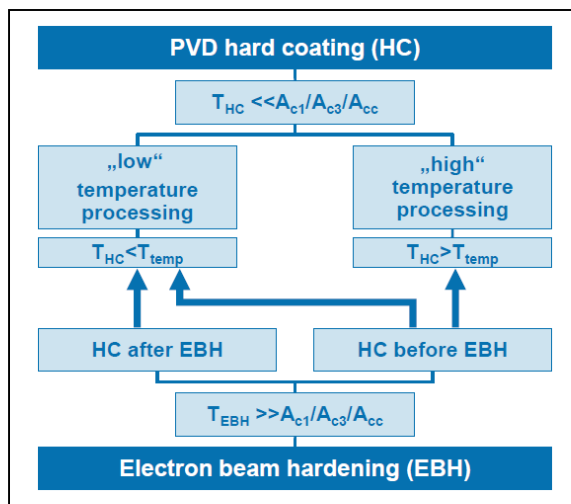 PVD hard coating (HC)
T_HC <<A_c1/A_c3/A_cc
„low“
temperature
processing
T_HC<T_temp
„high“
temperature
processing
T_HC>T_temp
HC after EBH
HC before EBH
T_EBH >>A_c1/A_c3/A_cc
Electron beam hardening (EBH)